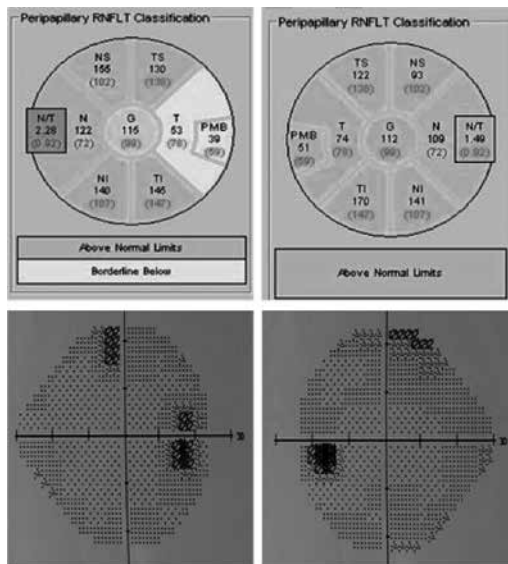 Peripapillary RNFLT Classification
NS
155
(102)
TS
130
(138)
N/T
2.28
(0.92)
N
122
(72)
G
115
(99)
T
53
(78)
PMB
39
(59)
NI
140
(107)
TI
145
(147)
Above Normal Limits
Borderline Below
Peripapillary RNFLT Classification
TS
122
(138)
NS
93
(102)
PMB
51
(59)
T
74
(78)
G
112
(99)
N
109
(72)
N/T
1.49
(0.92)
TI
170
(147)
NI
141
(107)
Above Normal Limits
30
30